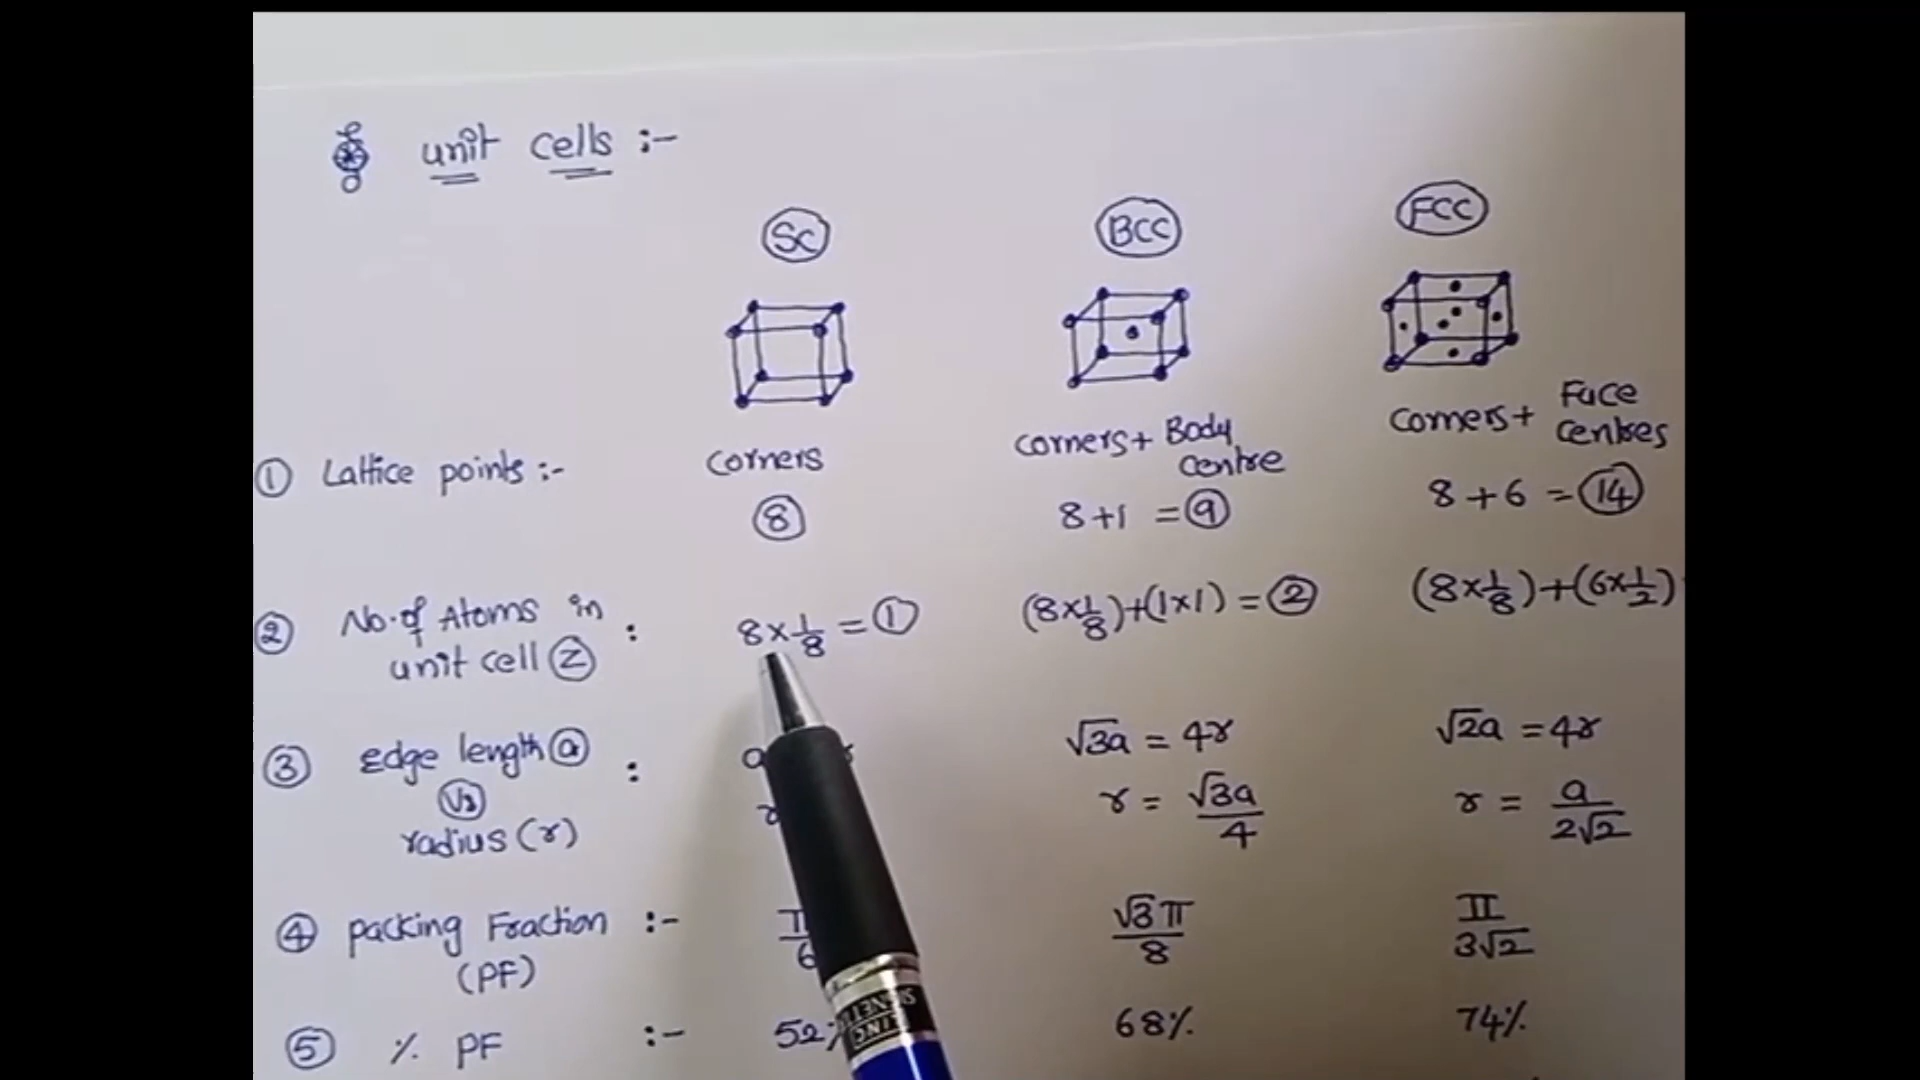 unit cells :-
SC BCC FCC
corners corners + Body centre corners + Face centres
① Lattice points :- ⑧ 8+1 = ⑨ 8+6 = ⑭
② No. of Atoms in unit cell Ⓩ : 8×1/8 = ① (8×1/8)+(1×1) = ② (8×1/8)+(6×1/2)
③ Edge length ⓐ Vs radius (r) :
√3a = 4r √2a = 4r
r = √3a/4 r = a/2√2
④ packing Fraction (PF) :- √3π/8 π/3√2
⑤ % PF :- 52% 68% 74%